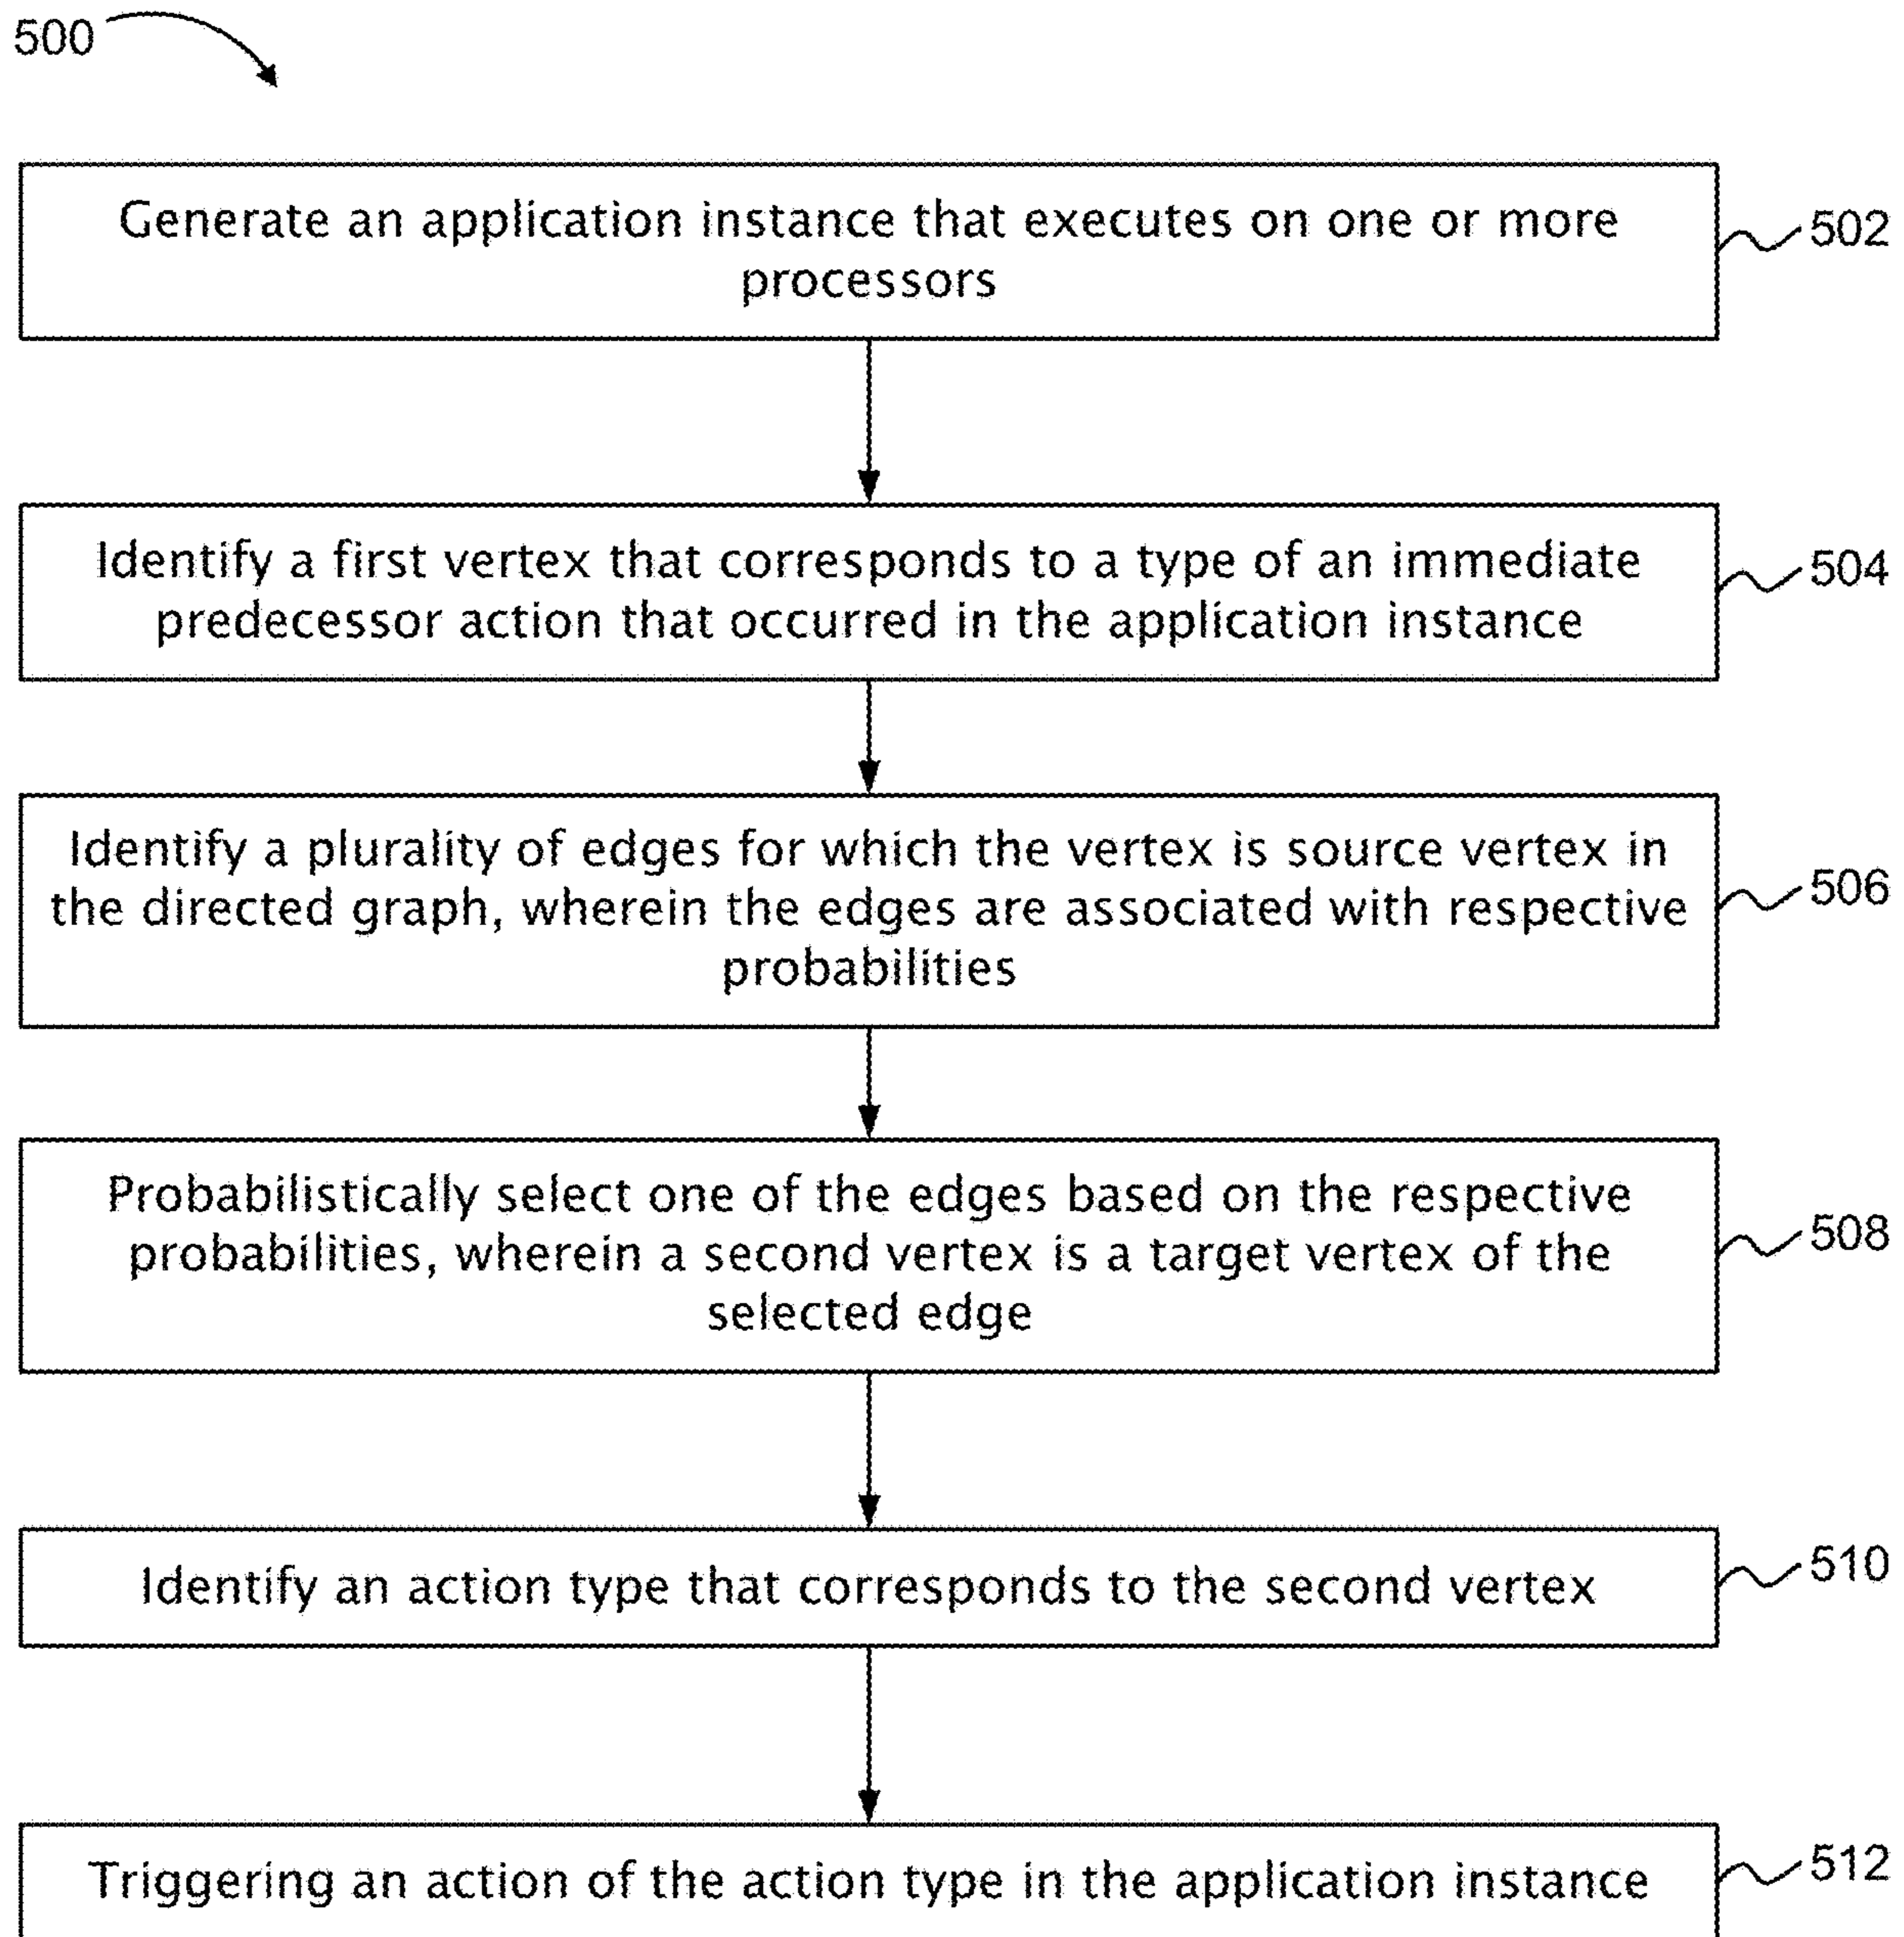 500
Generate an application instance that executes on one or more
processors
502
Identify a first vertex that corresponds to a type of an immediate
predecessor action that occurred in the application instance
504
Identify a plurality of edges for which the vertex is source vertex in
the directed graph, wherein the edges are associated with respective
probabilities
506
Probabilistically select one of the edges based on the respective
probabilities, wherein a second vertex is a target vertex of the
selected edge
508
Identify an action type that corresponds to the second vertex
510
Triggering an action of the action type in the application instance
512